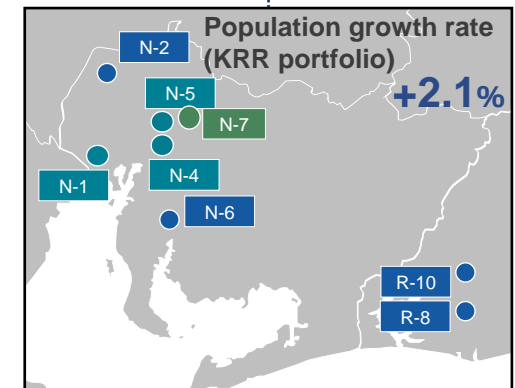 Population growth rate
(KRR portfolio)
+2.1%
N-2
N-5
N-7
N-1
N-4
N-6
R-10
R-8